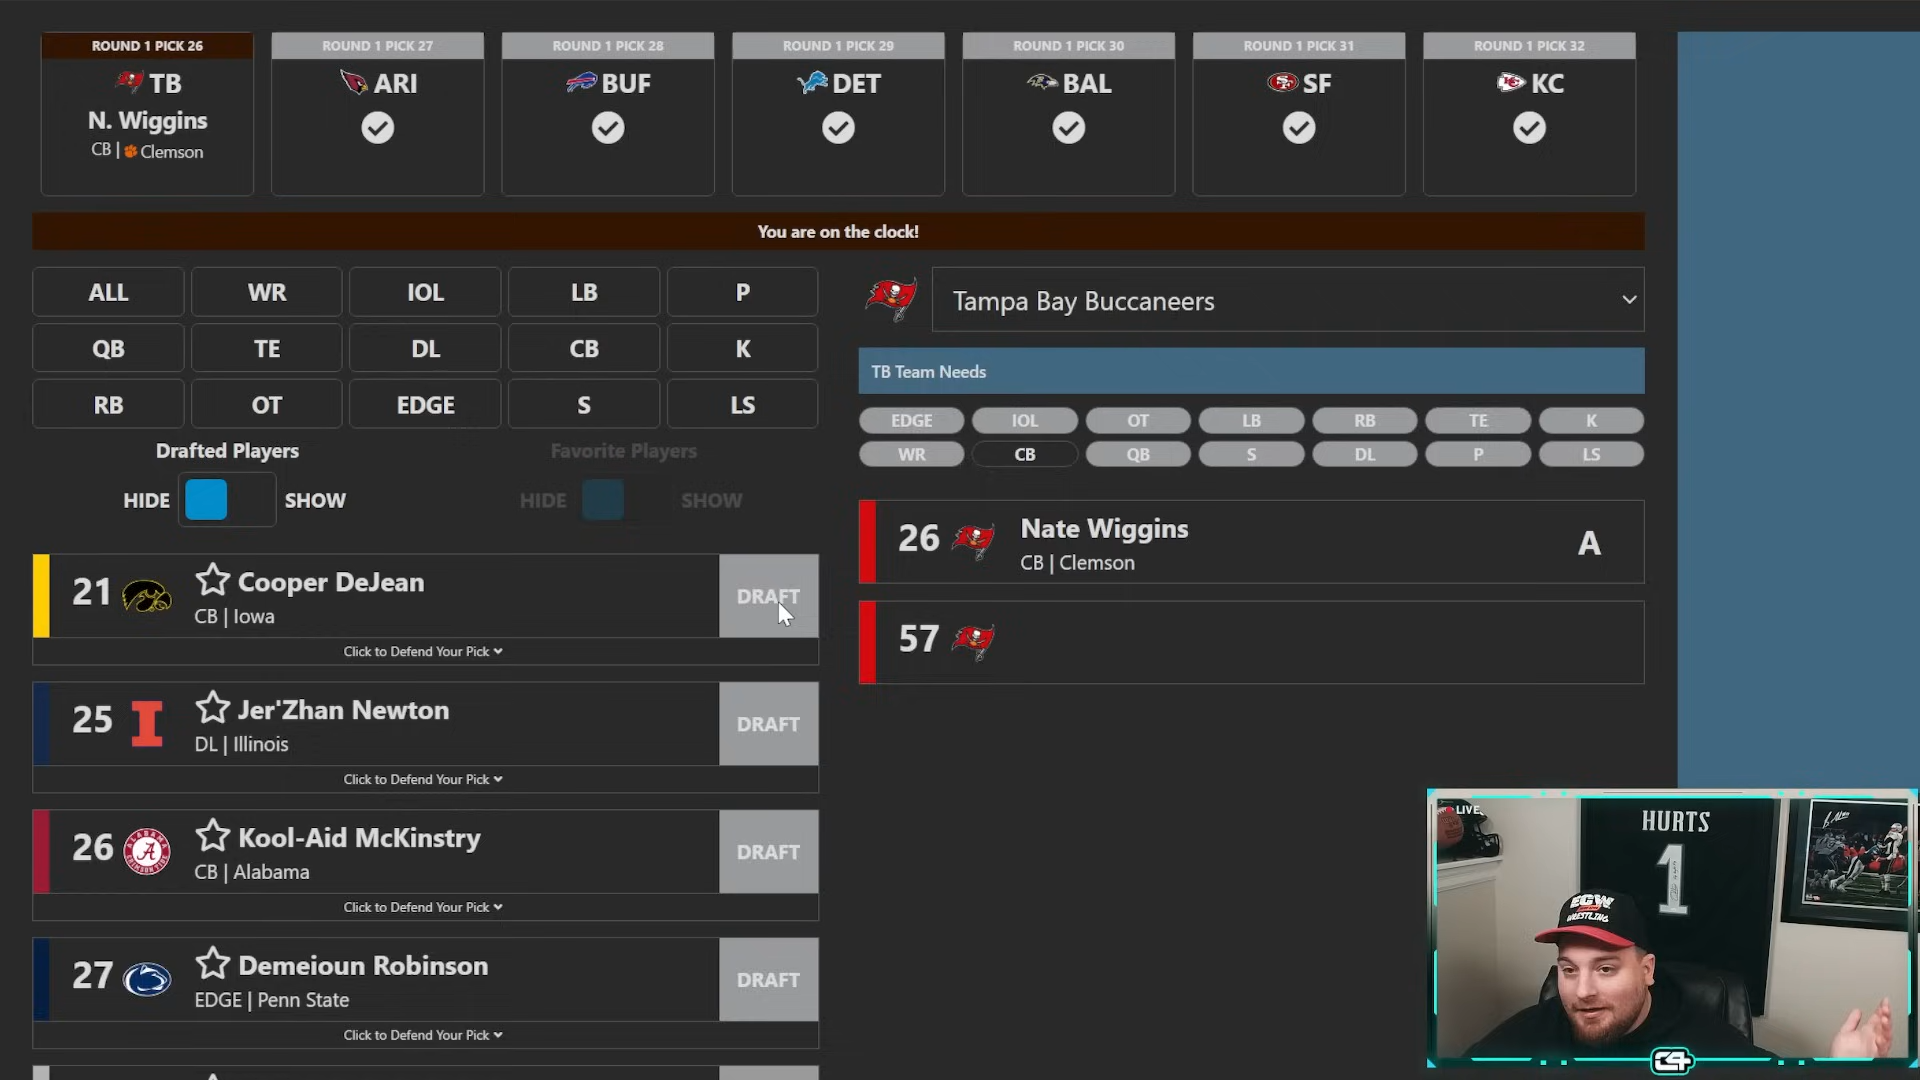 ROUND 1 PICK 26
TB
N. Wiggins
CB | Clemson
ROUND 1 PICK 27
ARI
ROUND 1 PICK 28
BUF
ROUND 1 PICK 29
DET
ROUND 1 PICK 30
BAL
ROUND 1 PICK 31
SF
ROUND 1 PICK 32
KC
You are on the clock!
ALL WR IOL LB P
QB TE DL CB K
RB OT EDGE S LS
Drafted Players
HIDE SHOW
Favorite Players
HIDE SHOW
21 Cooper DeJean
CB | Iowa
DRAFT
Click to Defend Your Pick
25 Jer'Zhan Newton
DL | Illinois
DRAFT
Click to Defend Your Pick
26 Kool-Aid McKinstry
CB | Alabama
DRAFT
Click to Defend Your Pick
27 Demeioun Robinson
EDGE | Penn State
DRAFT
Click to Defend Your Pick
Tampa Bay Buccaneers
TB Team Needs
EDGE IOL OT LB RB TE K
WR CB QB S DL P LS
26 Nate Wiggins
CB | Clemson
A
57
LIVE
HURTS
1
ECW
WRESTLING